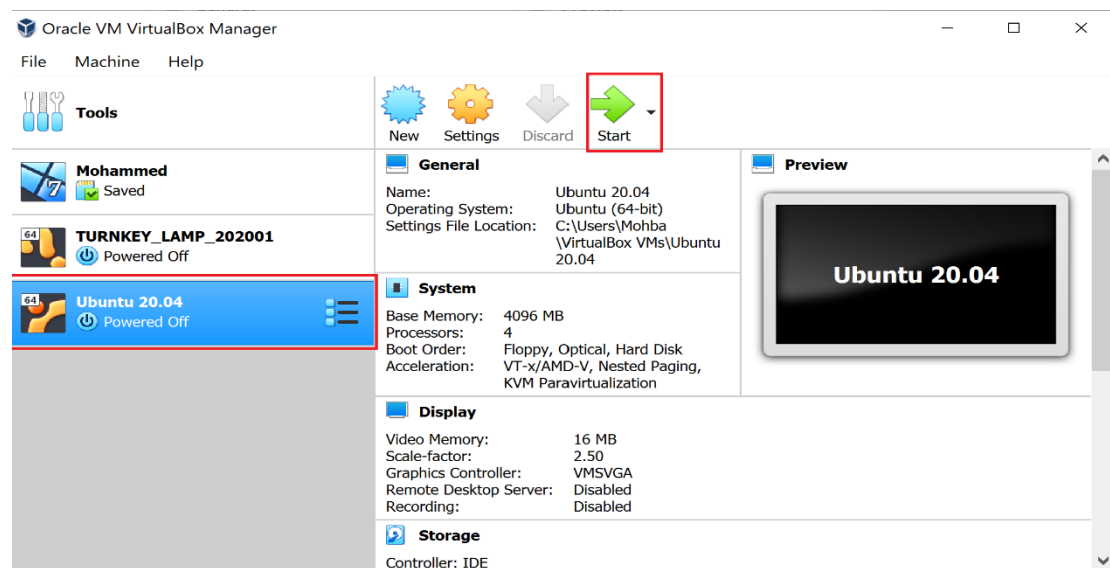 Oracle VM VirtualBox Manager
File Machine Help
Tools
New Settings Discard Start
Mohammed
7
Saved
64
TURNKEY_LAMP_202001
Powered Off
64
Ubuntu 20.04
Powered Off
General
Name: Ubuntu 20.04
Operating System: Ubuntu (64-bit)
Settings File Location: C:\Users\Mohba
\VirtualBox VMs\Ubuntu
20.04
Preview
Ubuntu 20.04
System
Base Memory: 4096 MB
Processors: 4
Boot Order: Floppy, Optical, Hard Disk
Acceleration: VT-x/AMD-V, Nested Paging,
KVM Paravirtualization
Display
Video Memory: 16 MB
Scale-factor: 2.50
Graphics Controller: VMSVGA
Remote Desktop Server: Disabled
Recording: Disabled
Storage
Controller: IDE